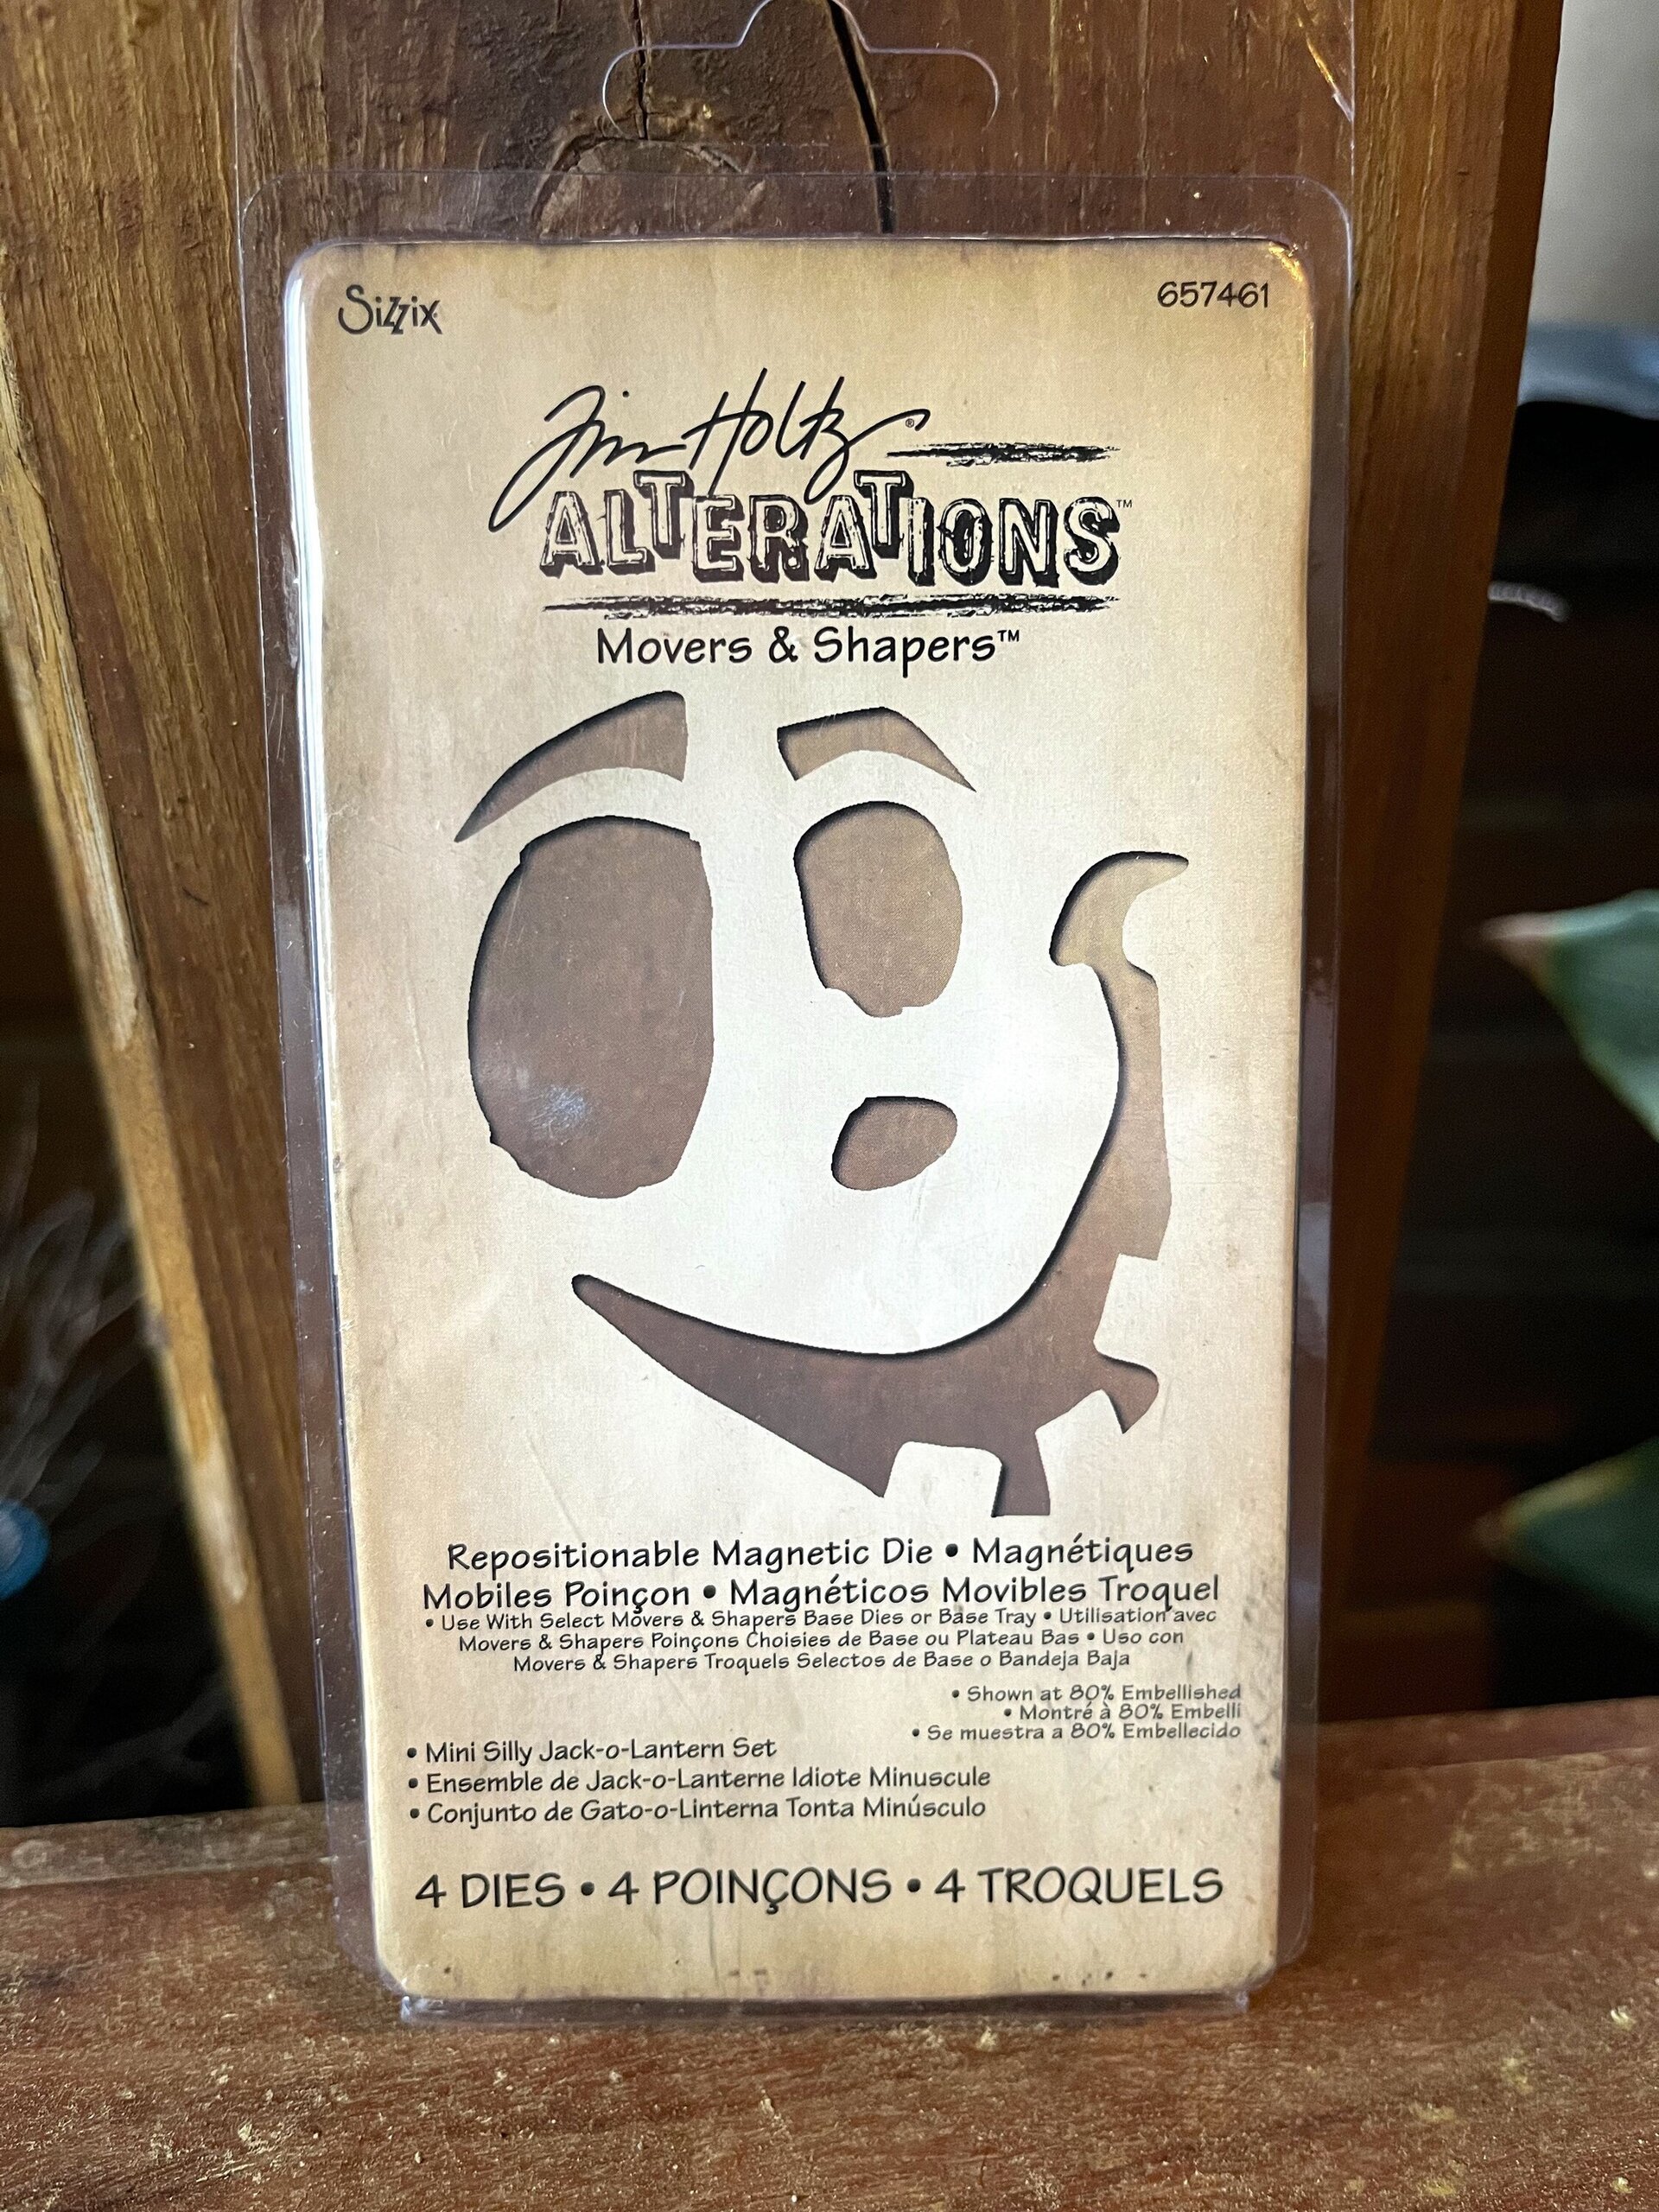 Sizzix
657461
Tim Holtz®
ALTERATIONS™
Movers & Shapers™
Repositionable Magnetic Die • Magnétiques
Mobiles Poinçon • Magnéticos Movibles Troquel
• Use With Select Movers & Shapers Base Dies or Base Tray • Utilisation avec
Movers & Shapers Poinçons Choisies de Base ou Plateau Bas • Uso con
Movers & Shapers Troquels Selectos de Base o Bandeja Baja
• Shown at 80% Embellished
• Montré à 80% Embelli
• Se muestra a 80% Embellecido
• Mini Silly Jack-o-Lantern Set
• Ensemble de Jack-o-Lanterne Idiote Minuscule
• Conjunto de Gato-o-Linterna Tonta Minúsculo
4 DIES • 4 POINÇONS • 4 TROQUELS